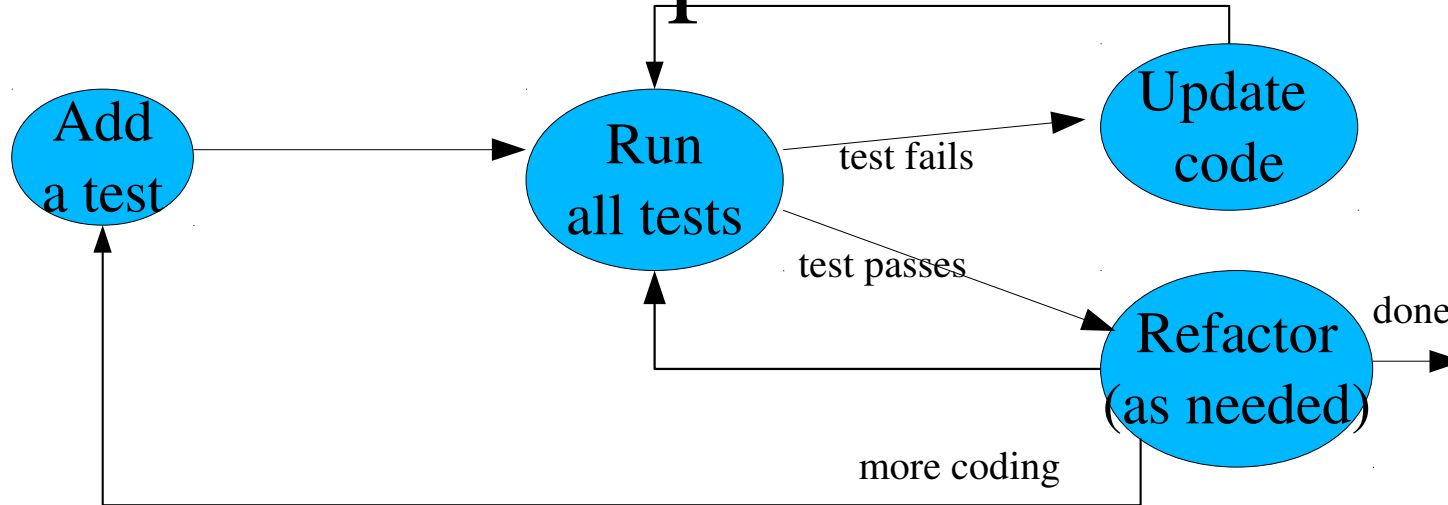 Add
a test
Run
all tests
test fails
Update
code
test passes
Refactor
(as needed)
done
more coding